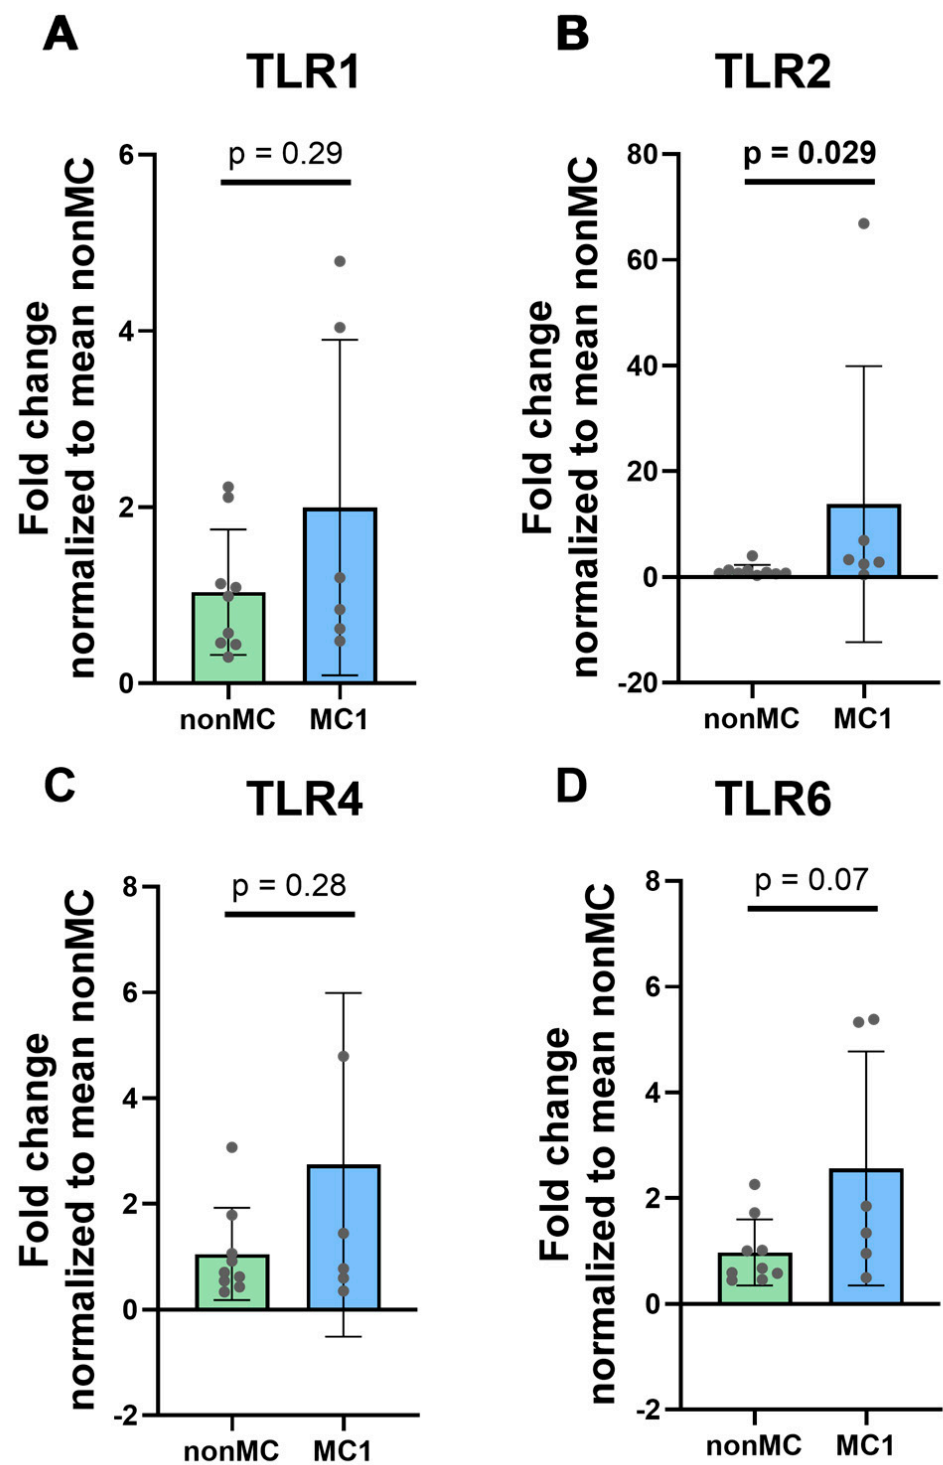 A
TLR1
Fold change
normalized to mean nonMC
6
4
2
0
p = 0.29
nonMC
MC1
B
TLR2
Fold change
normalized to mean nonMC
80
60
40
20
0
-20
p = 0.029
nonMC
MC1
C
TLR4
Fold change
normalized to mean nonMC
8
6
4
2
0
-2
p = 0.28
nonMC
MC1
D
TLR6
Fold change
normalized to mean nonMC
8
6
4
2
0
-2
p = 0.07
nonMC
MC1